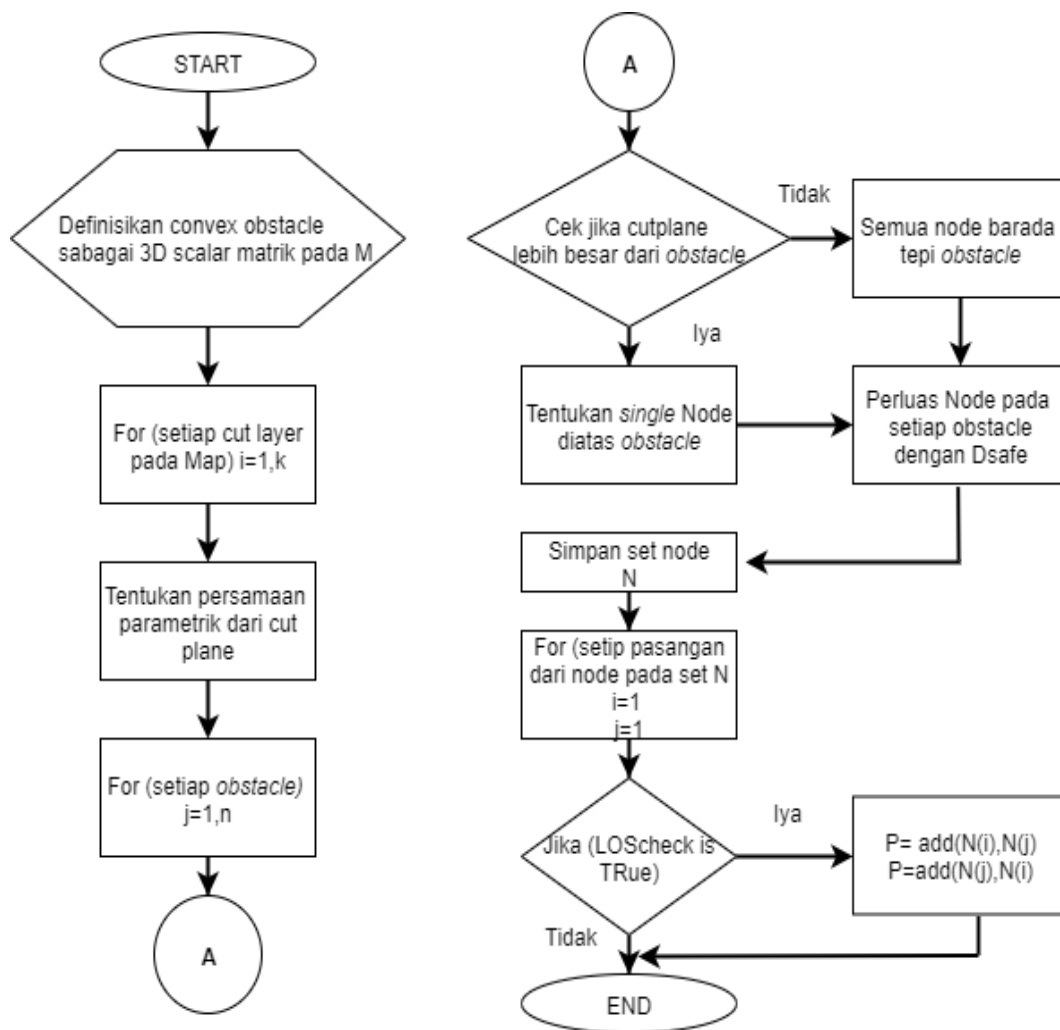 START
Definisikan convex obstacle
sabagai 3D scalar matrik pada M
For (setiap cut layer
pada Map) i=1,k
Tentukan persamaan
parametrik dari cut
plane
For (setiap obstacle)
j=1,n
A
A
Cek jika cutplane
lebih besar dari obstacle
Tidak
Semua node barada
tepi obstacle
Iya
Tentukan single Node
diatas obstacle
Perluas Node pada
setiap obstacle
dengan Dsafe
Simpan set node
N
For (setip pasangan
dari node pada set N
i=1
j=1
Jika (LOScheck is
TRue)
Iya
P= add(N(i),N(j)
P=add(N(j),N(i)
Tidak
END